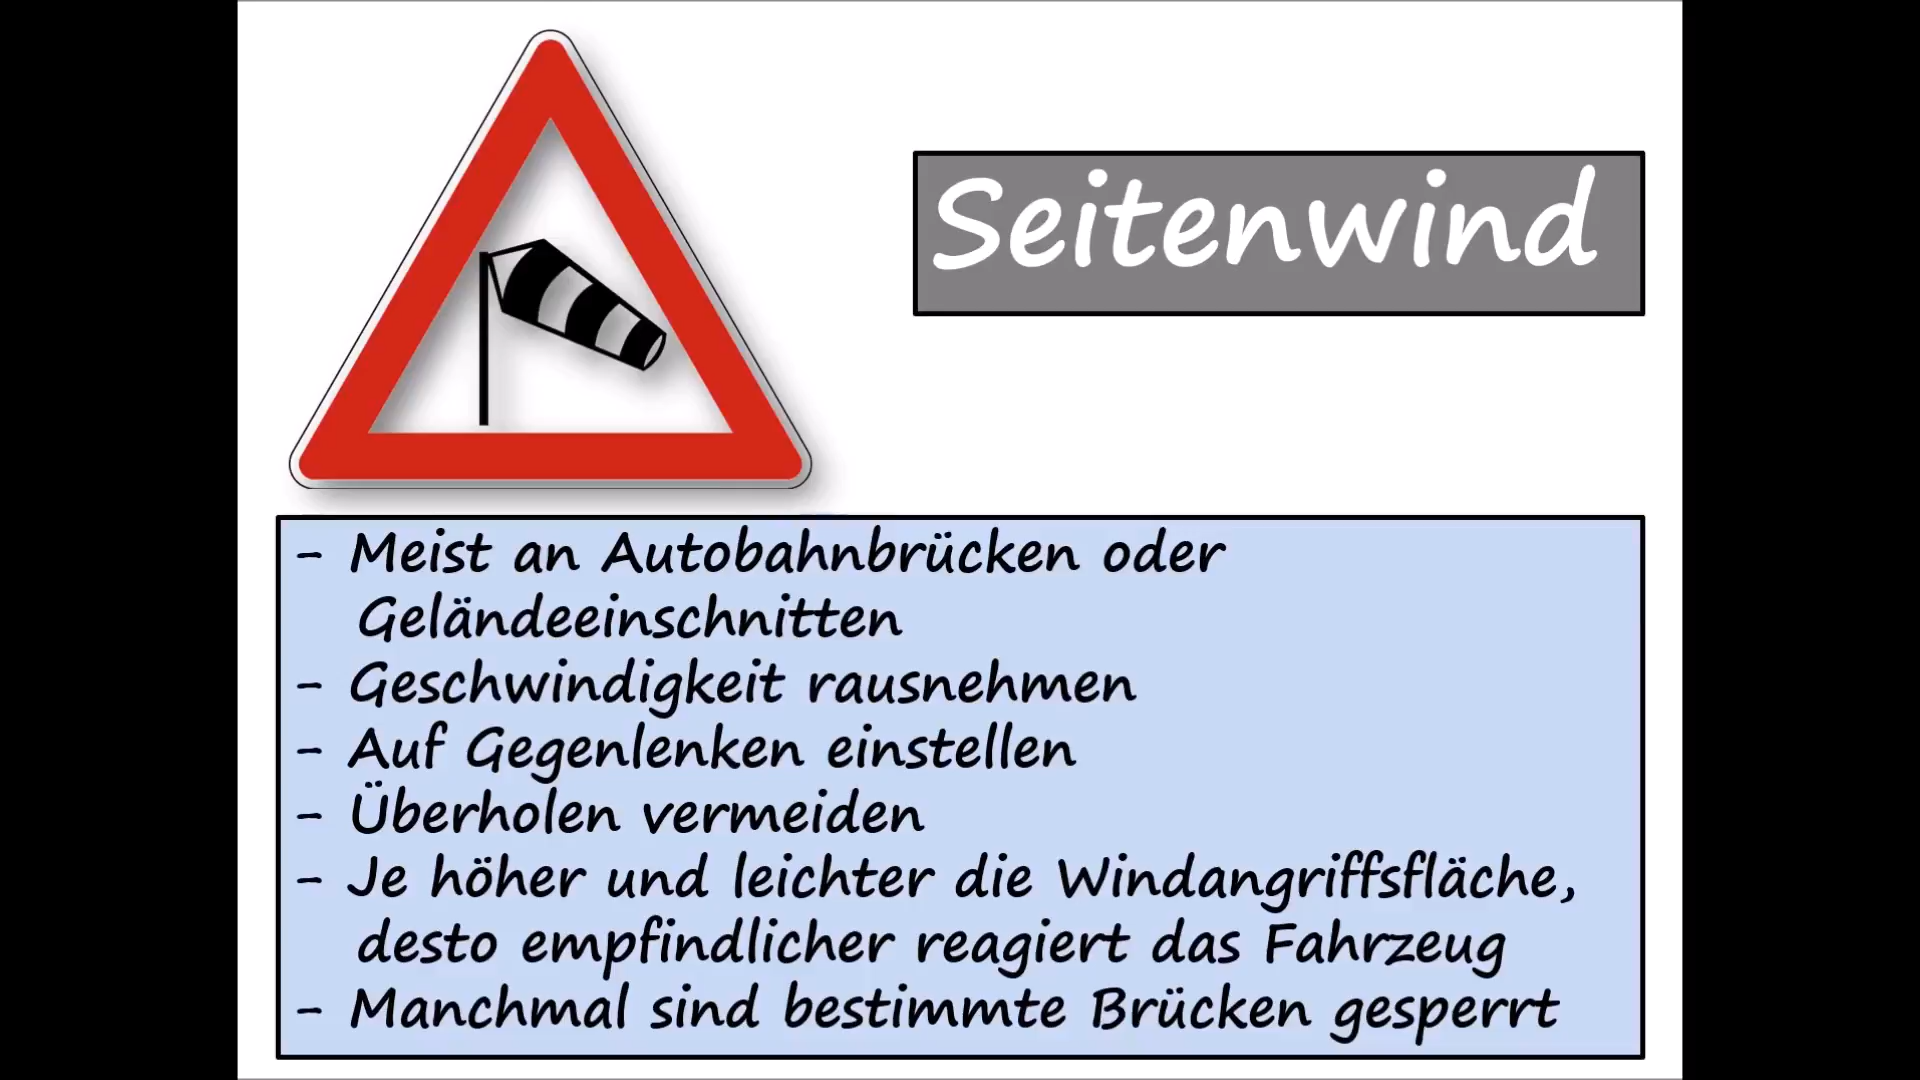 Seitenwind
- Meist an Autobahnbrücken oder
Geländeeinschnitten
- Geschwindigkeit rausnehmen
- Auf Gegenlenken einstellen
- Überholen vermeiden
- Je höher und leichter die Windangriffsfläche,
desto empfindlicher reagiert das Fahrzeug
- Manchmal sind bestimmte Brücken gesperrt